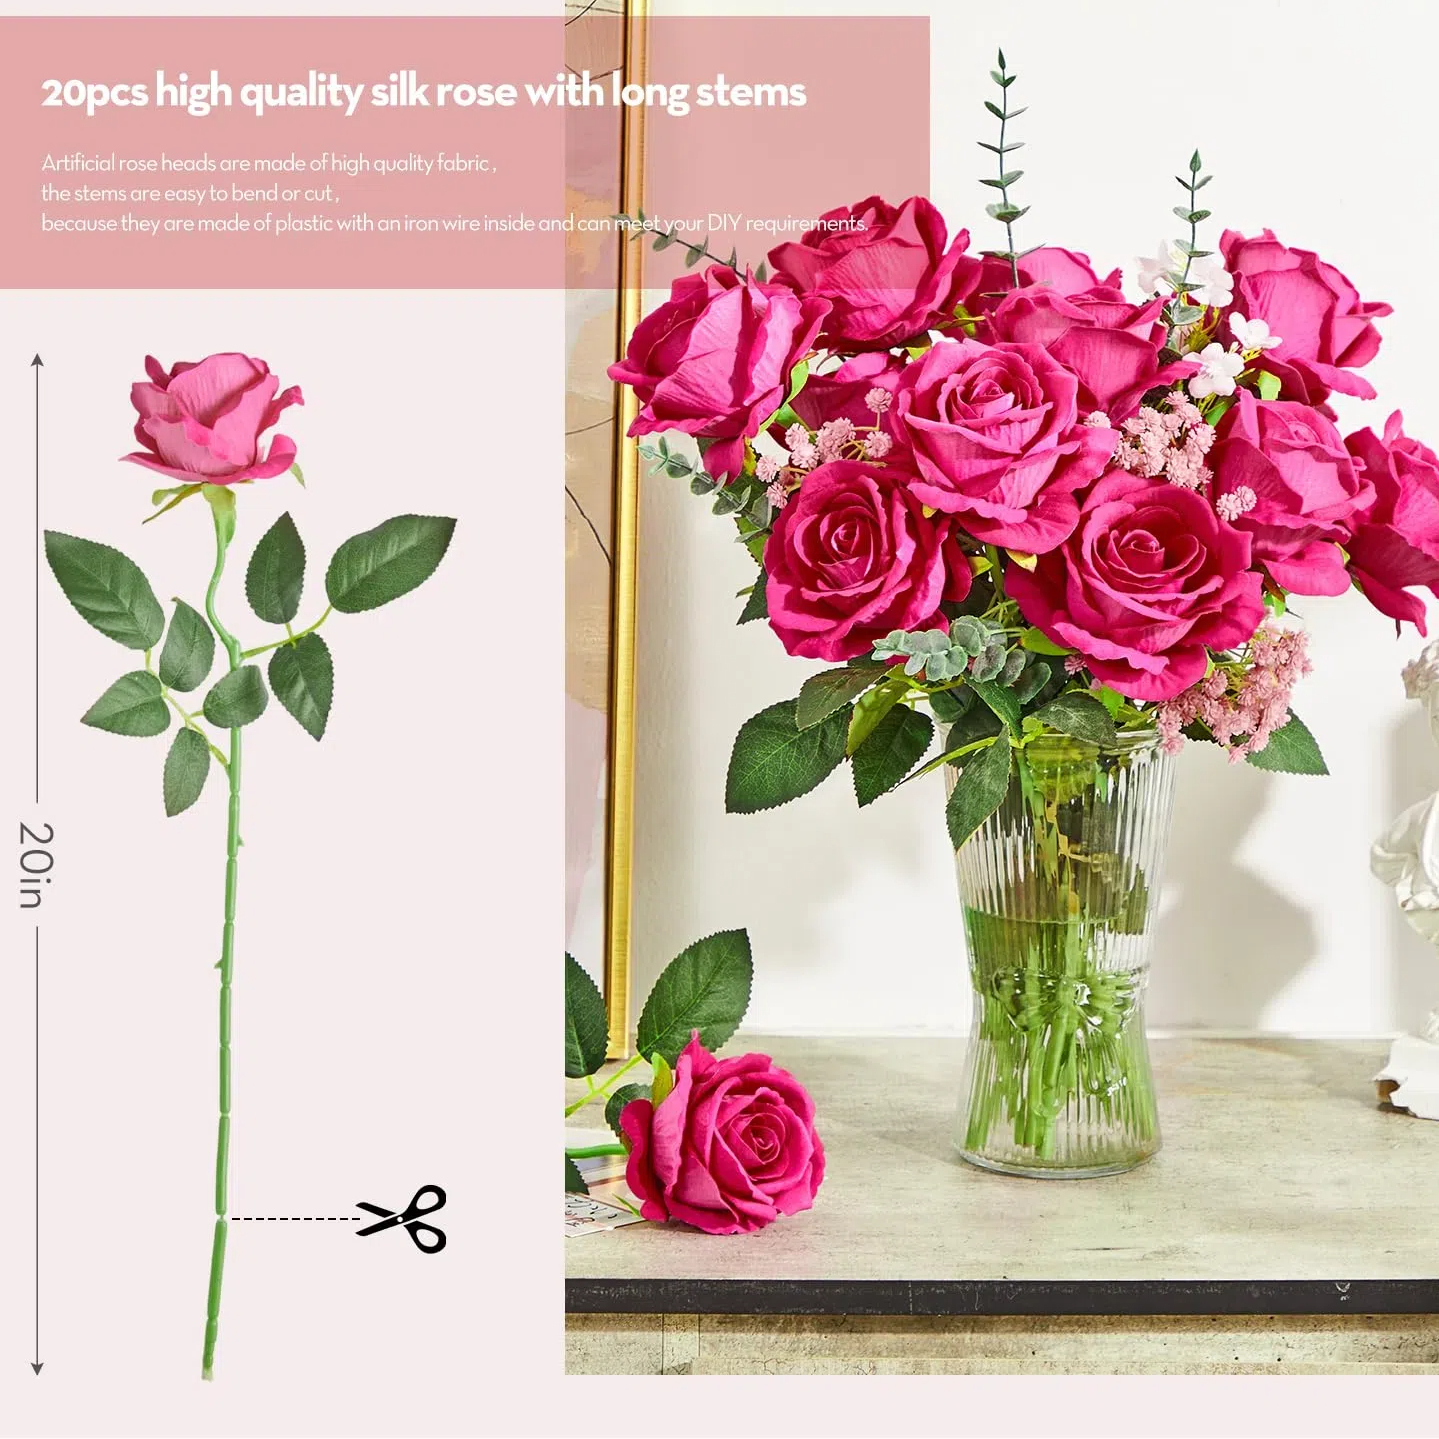 20pcs high quality silk rose with long stems
Artificial rose heads are made of high quality fabric,
the stems are easy to bend or cut,
because they are made of plastic with an iron wire inside and can meet your DIY requirements.
20in